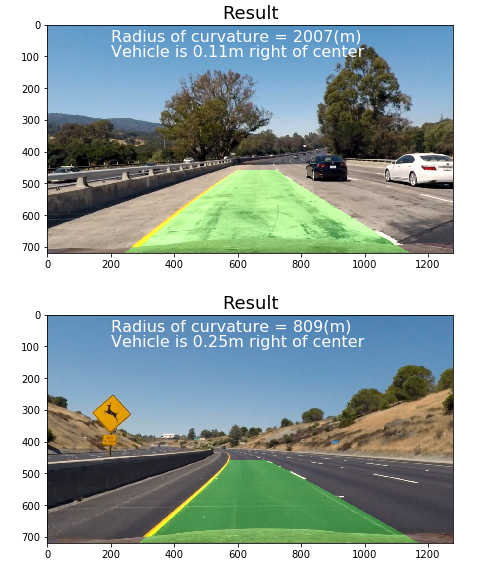 Result
Radius of curvature = 2007(m)
Vehicle is 0.11m right of center
0
100
200
300
400
500
600
700
0 200 400 600 800 1000 1200
Result
Radius of curvature = 809(m)
Vehicle is 0.25m right of center
0
100
200
300
400
500
600
700
0 200 400 600 800 1000 1200